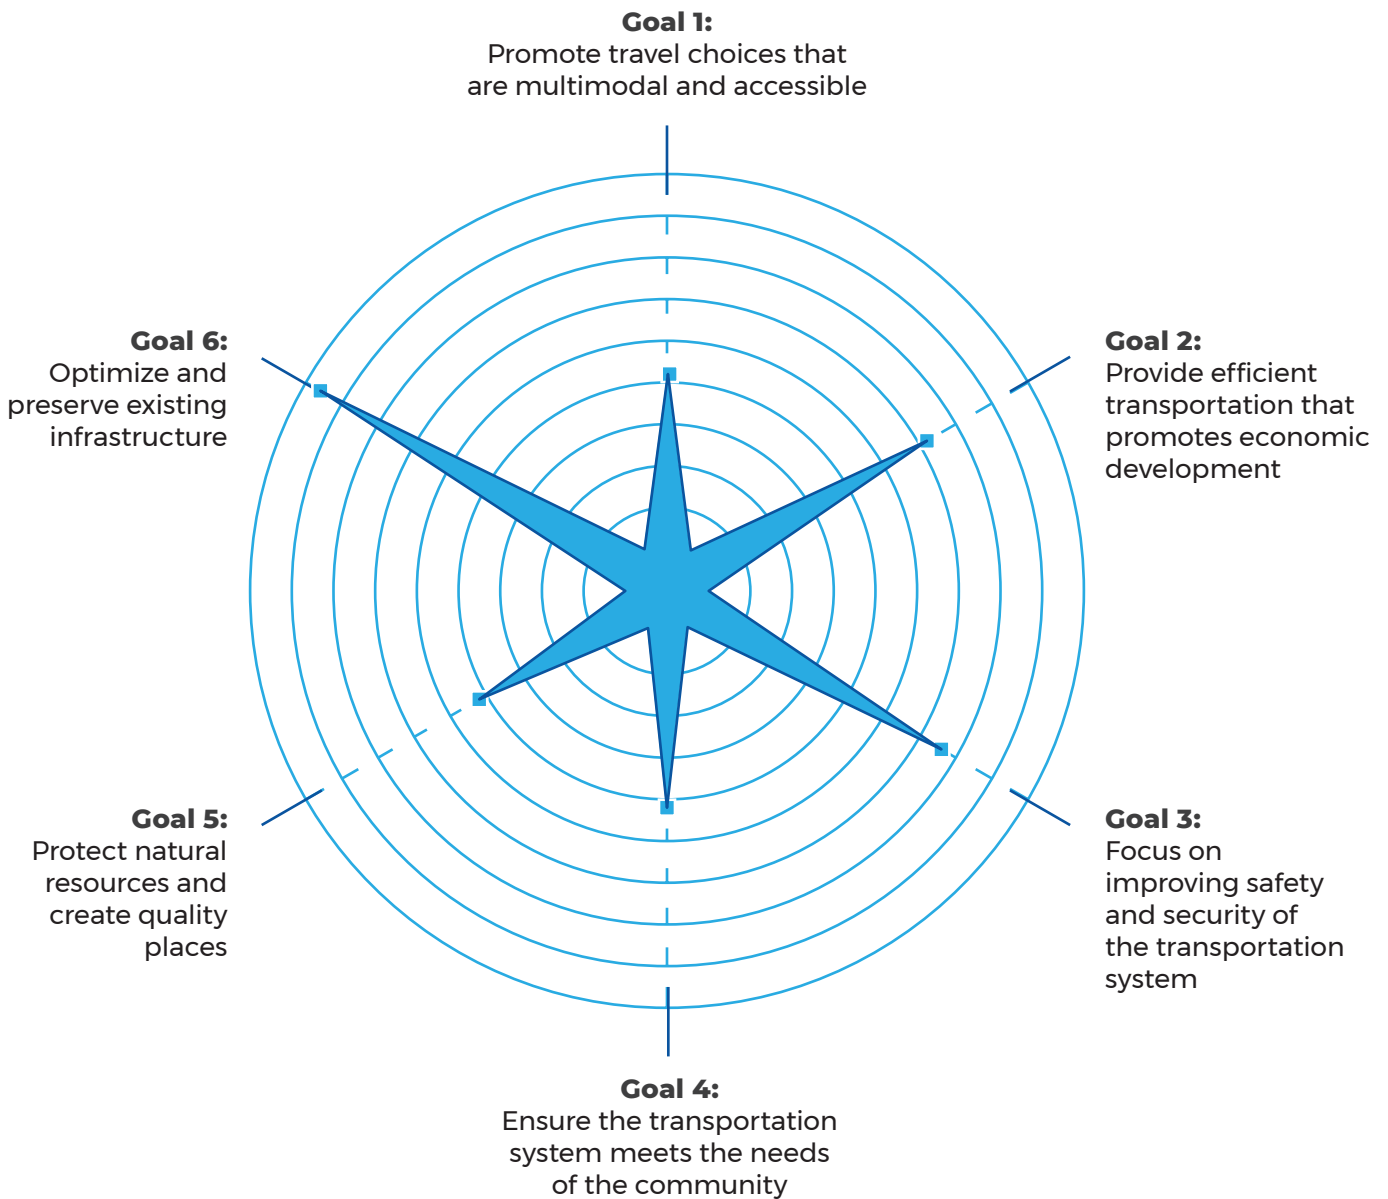 Goal 1:
Promote travel choices that
are multimodal and accessible
Goal 2:
Provide efficient
transportation that
promotes economic
development
Goal 3:
Focus on
improving safety
and security of
the transportation
system
Goal 4:
Ensure the transportation
system meets the needs
of the community
Goal 5:
Protect natural
resources and
create quality
places
Goal 6:
Optimize and
preserve existing
infrastructure